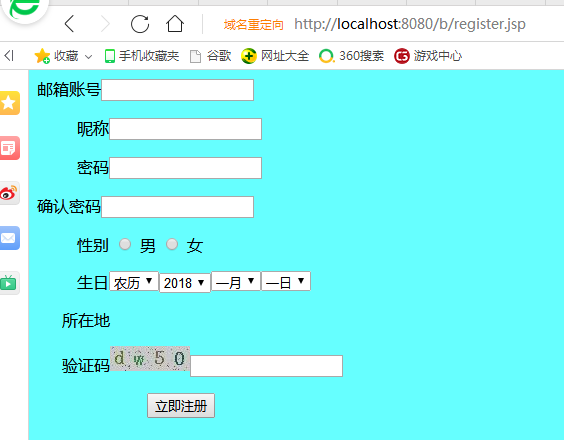 域名重定向 http://localhost:8080/b/register.jsp
收藏 手机收藏夹 谷歌 网址大全 360搜索 游戏中心
邮箱账号
昵称
密码
确认密码
性别 男 女
生日 农历 2018 一月 一日
所在地
验证码 d w 5 0
立即注册